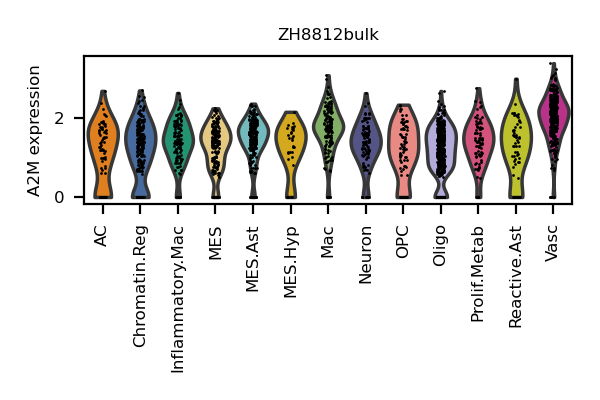 ZH8812bulk
A2M expression
2
0
AC
Chromatin.Reg
Inflammatory.Mac
MES
MES.Ast
MES.Hyp
Mac
Neuron
OPC
Oligo
Prolif.Metab
Reactive.Ast
Vasc